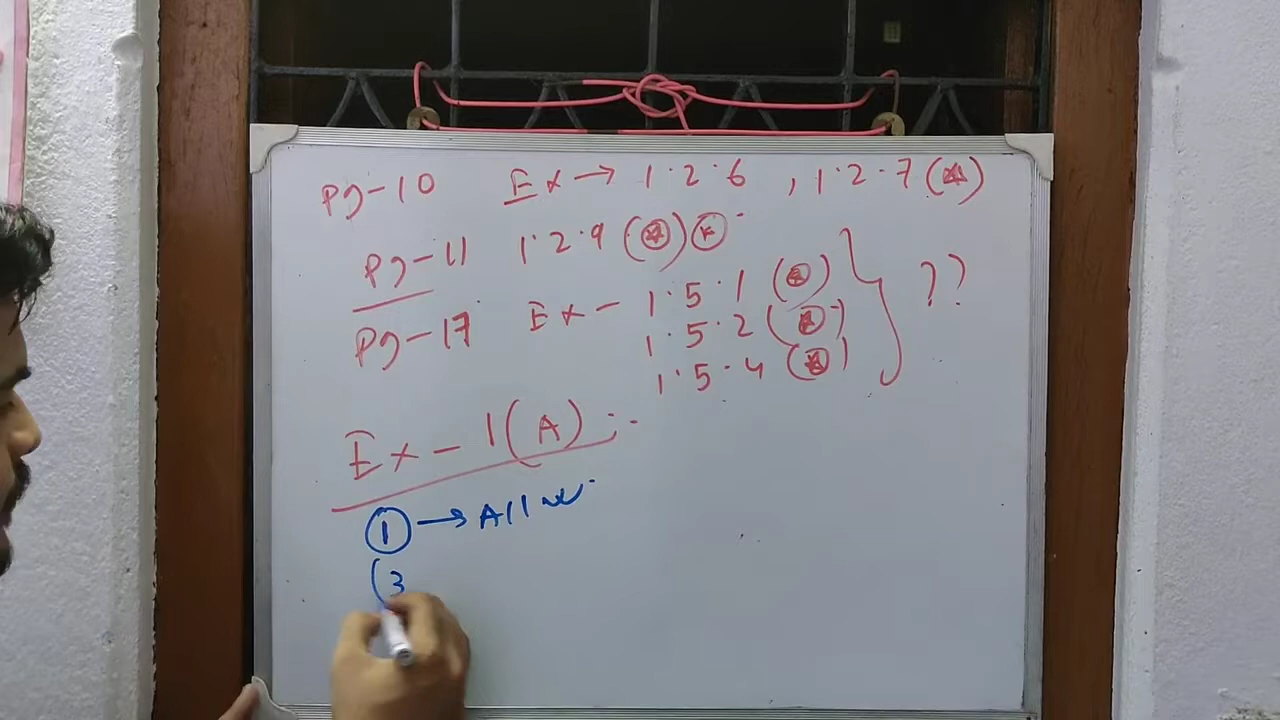 Pg-10 Ex → 1.2.6 , 1.2.7 (*)
Pg-11 1.2.9 (*) *
Pg-17 Ex - 1.5.1 (*)
1.5.2 (*)
1.5.4 (*)
} ??
Ex - 1(A) :-
① → All
(3